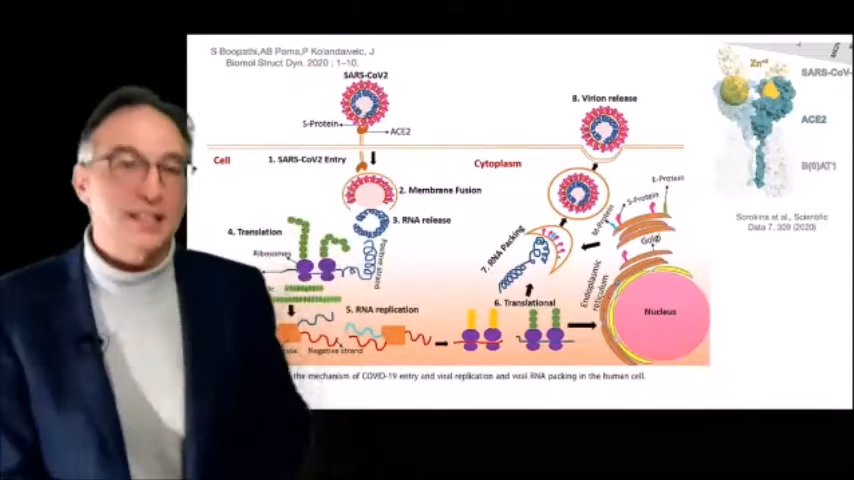 S Boopathi,AB Poma,P Kolandaivelc, J
Biomol Struct Dyn. 2020 : 1–10.
SARS-CoV2
S-Protein
ACE2
8. Virion release
Cell
1. SARS-CoV2 Entry
Cytoplasm
2. Membrane Fusion
3. RNA release
4. Translation
Ribosomes
Positive strand
5. RNA replication
Negative strand
6. Translational
7. RNA Packing
M-Protein
S-Protein
E-Protein
Golgi
Endoplasmic
reticulum
Nucleus
the mechanism of COVID-19 entry and viral replication and viral RNA packing in the human cell.
Zn+2
SARS-CoV-
ACE2
B(0)AT1
Sorokina et al., Scientific
Data 7. 309 (2020)